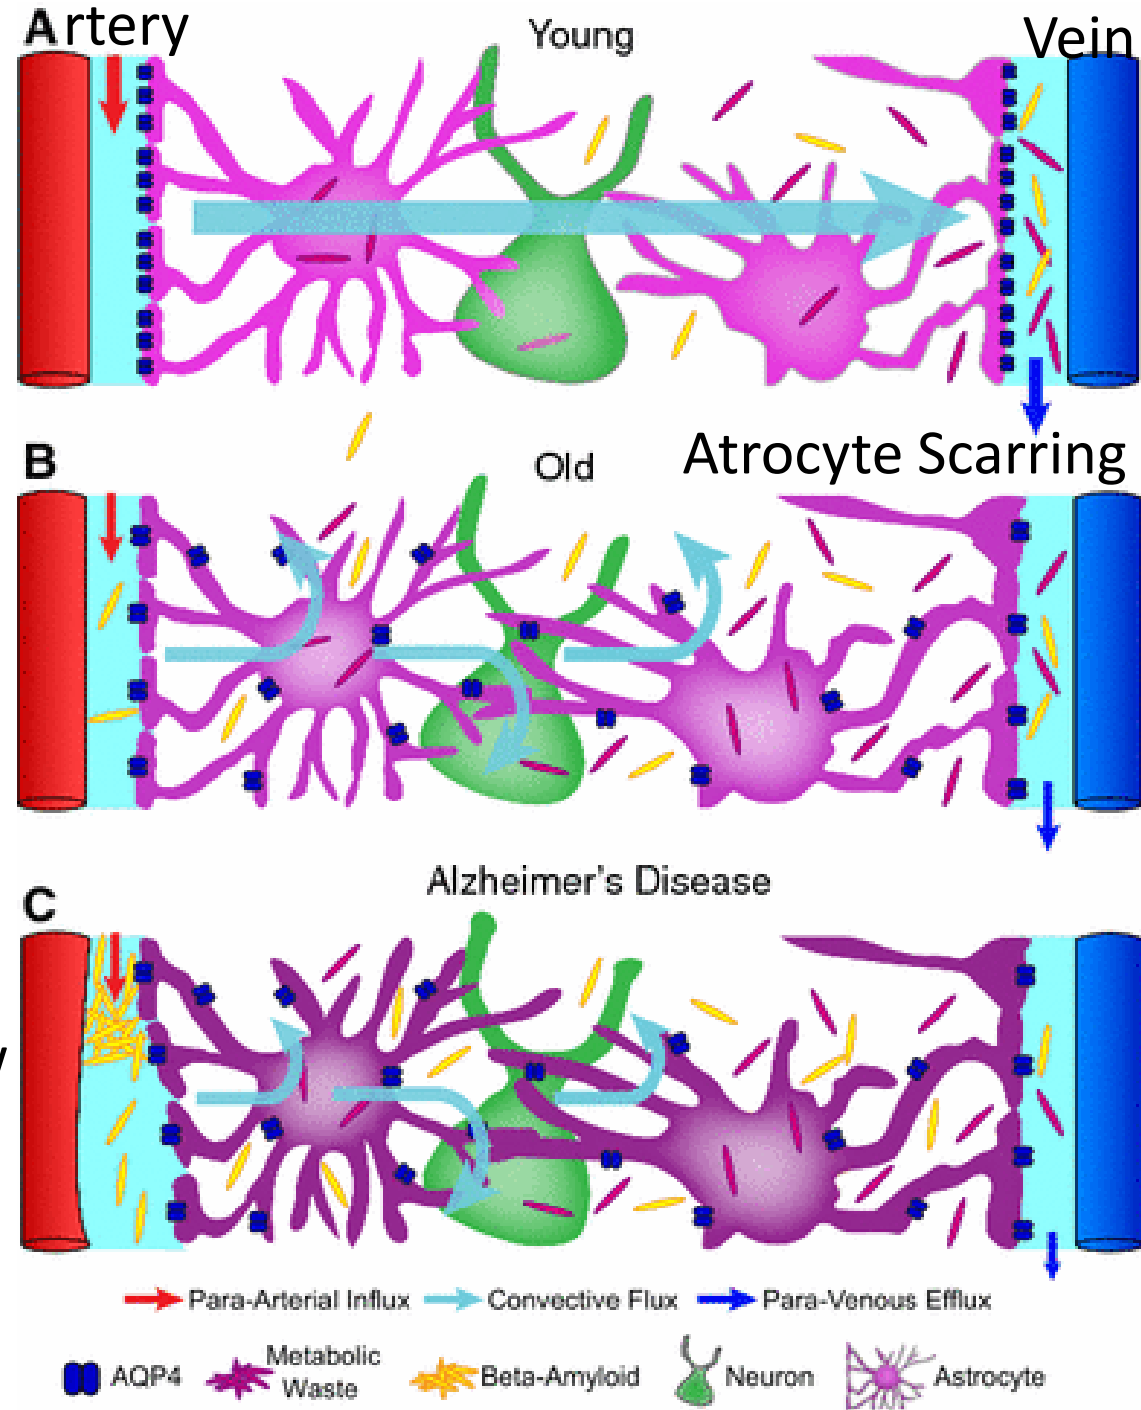 Artery
Young
Vein
B
Old
Atrocyte Scarring
Alzheimer's Disease
C
Para-Arterial Influx
Convective Flux
Para-Venous Efflux
AQP4
Metabolic
Waste
Beta-Amyloid
Neuron
Astrocyte